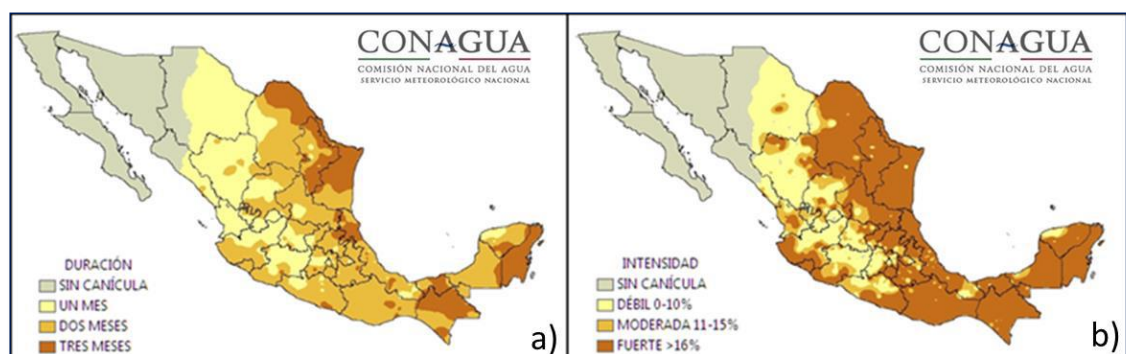 CONAGUA
COMISIÓN NACIONAL DEL AGUA
SERVICIO METEOROLÓGICO NACIONAL
DURACIÓN
SIN CANÍCULA
UN MES
DOS MESES
TRES MESES
a)
CONAGUA
COMISIÓN NACIONAL DEL AGUA
SERVICIO METEOROLÓGICO NACIONAL
INTENSIDAD
SIN CANÍCULA
DÉBIL 0-10%
MODERADA 11-15%
FUERTE >16%
b)